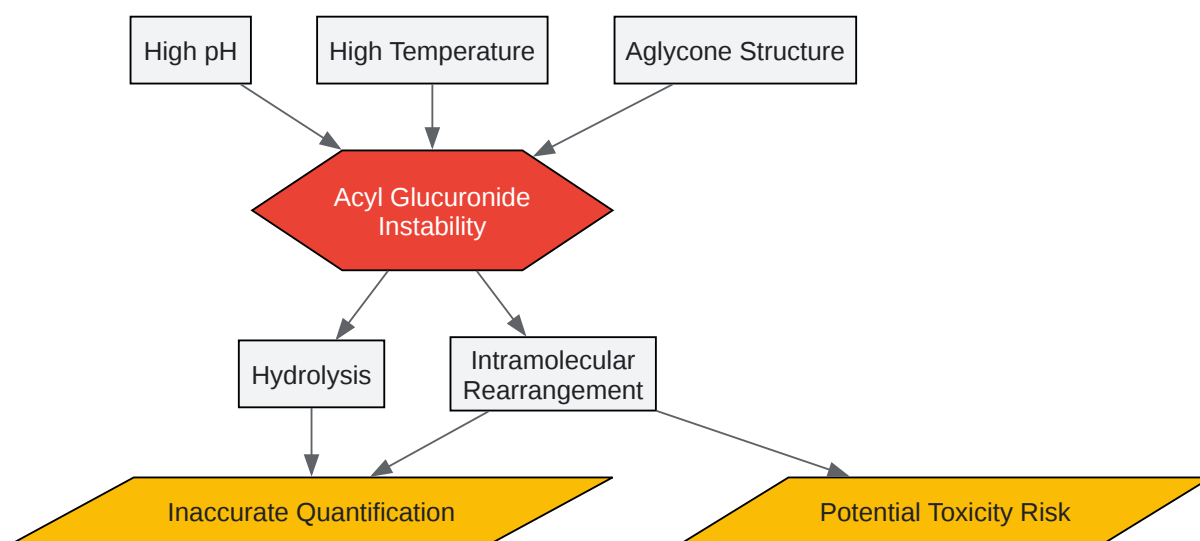 High pH
High Temperature
Aglycone Structure
Acyl Glucuronide
Instability
Hydrolysis
Intramolecular
Rearrangement
Inaccurate Quantification
Potential Toxicity Risk